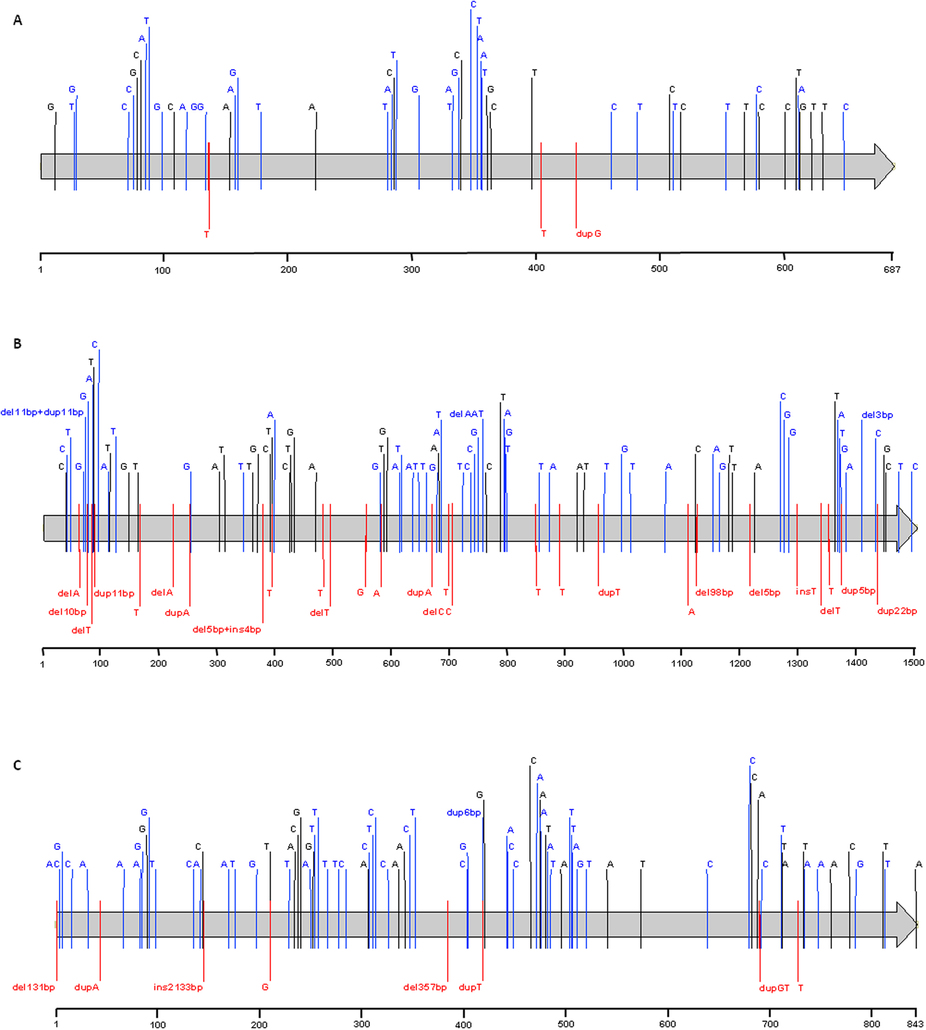 A
C
T
A T
C A
G C G C T T
G C A G C A G G G C
G T C G C A G G T A T A T A T C T T C T T C C G T T C
T T dupG
1 100 200 300 400 500 600 687
B
C
T
A
G T C
del11bp+dup11bp A delAAT A G A del3bp
T T T G T A G G T G T G C
C T C T A T C T G C A T G
C G A G T G A T T G C A G A A T T G T C C T A A T T G T A T A A C T C
delA dup11bp delA T T G A dupA T T T dupT del98bp del5bp insT T dup5bp
del10bp T dupA delT delCC A delT dup22bp
delT del5bp+ins4bp
1 100 200 300 400 500 600 700 800 900 1000 1100 1200 1300 1400 1500
C
C C
A C
G A A
G G T C T dup6bp A T
G C T T C A T T T
G A G C T A G C A G C A T A T T T C T
A C C A A A T C A A T G T A T T C C C A A G T A G T A T C C A A A A G T A
del131bp dupA ins2133bp G del357bp dupT dupGT T
1 100 200 300 400 500 600 700 800 843